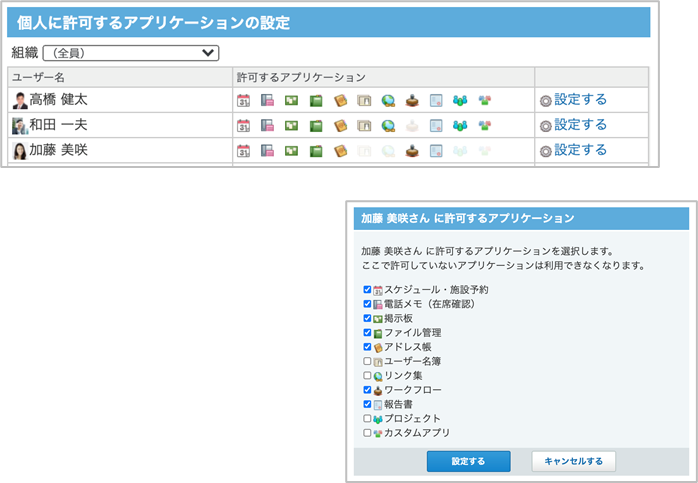 個人に許可するアプリケーションの設定
組織 （全員）
ユーザー名 許可するアプリケーション
高橋 健太 設定する
和田 一夫 設定する
加藤 美咲 設定する
加藤 美咲さん に許可するアプリケーション
加藤 美咲さん に許可するアプリケーションを選択します。
ここで許可していないアプリケーションは利用できなくなります。
スケジュール・施設予約
電話メモ（在席確認）
掲示板
ファイル管理
アドレス帳
ユーザー名簿
リンク集
ワークフロー
報告書
プロジェクト
カスタムアプリ
設定する キャンセルする